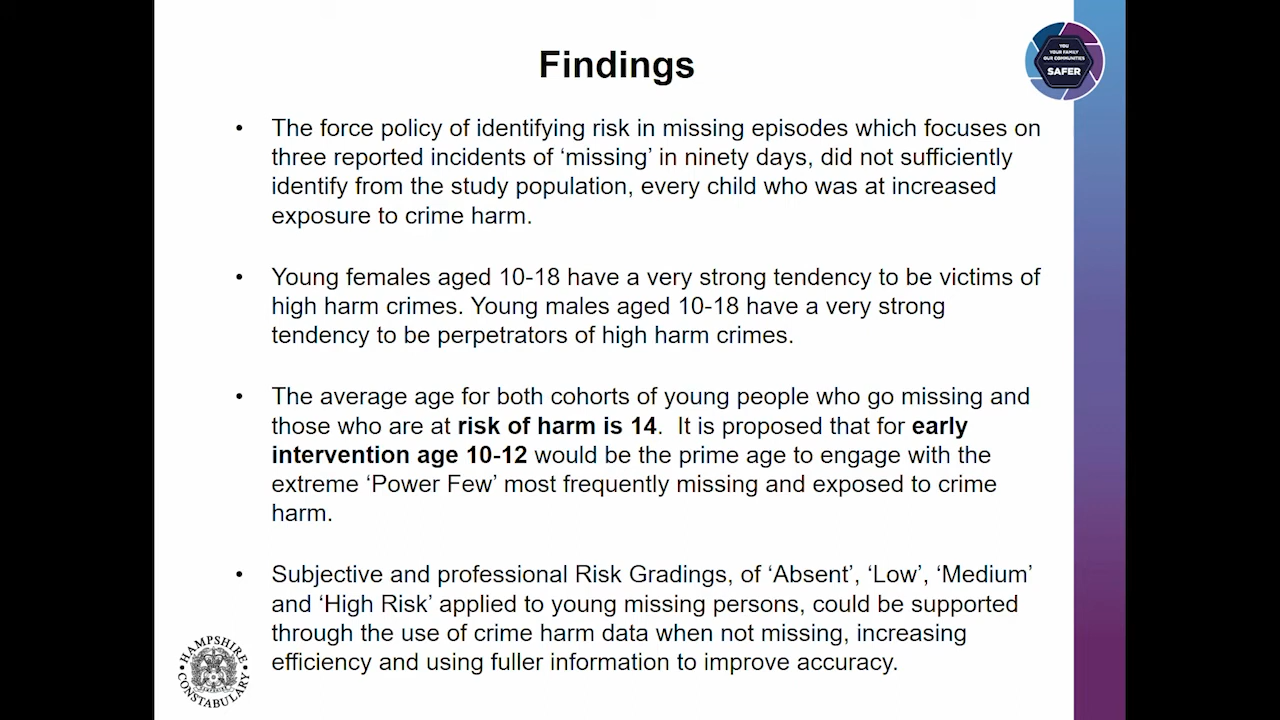 Findings
YOU
YOUR FAMILY
OUR COMMUNITIES
SAFER
• The force policy of identifying risk in missing episodes which focuses on
three reported incidents of ‘missing’ in ninety days, did not sufficiently
identify from the study population, every child who was at increased
exposure to crime harm.
• Young females aged 10-18 have a very strong tendency to be victims of
high harm crimes. Young males aged 10-18 have a very strong
tendency to be perpetrators of high harm crimes.
• The average age for both cohorts of young people who go missing and
those who are at risk of harm is 14.  It is proposed that for early
intervention age 10-12 would be the prime age to engage with the
extreme ‘Power Few’ most frequently missing and exposed to crime
harm.
• Subjective and professional Risk Gradings, of ‘Absent’, ‘Low’, ‘Medium’
and ‘High Risk’ applied to young missing persons, could be supported
through the use of crime harm data when not missing, increasing
efficiency and using fuller information to improve accuracy.
HAMPSHIRE
CONSTABULARY